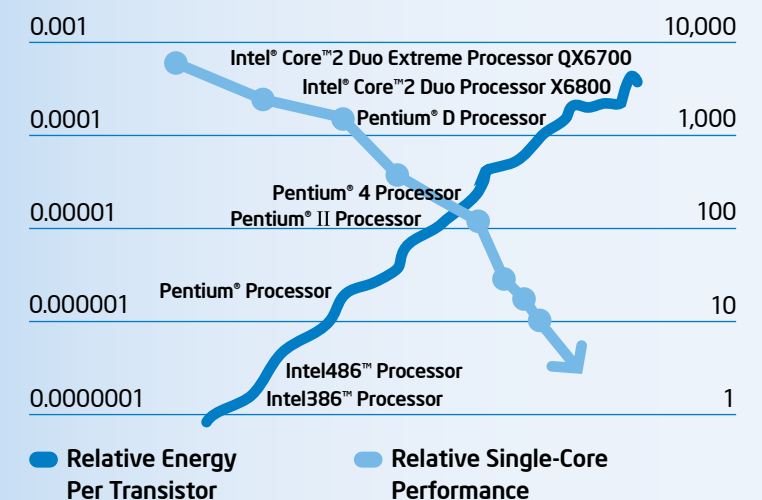 0.001 10,000
Intel® Core™2 Duo Extreme Processor QX6700
Intel® Core™2 Duo Processor X6800
0.0001 Pentium® D Processor 1,000
Pentium® 4 Processor
0.00001 Pentium® II Processor 100
Pentium® Processor
0.000001 10
Intel486™ Processor
0.0000001 Intel386™ Processor 1
Relative Energy
Per Transistor
Relative Single-Core
Performance